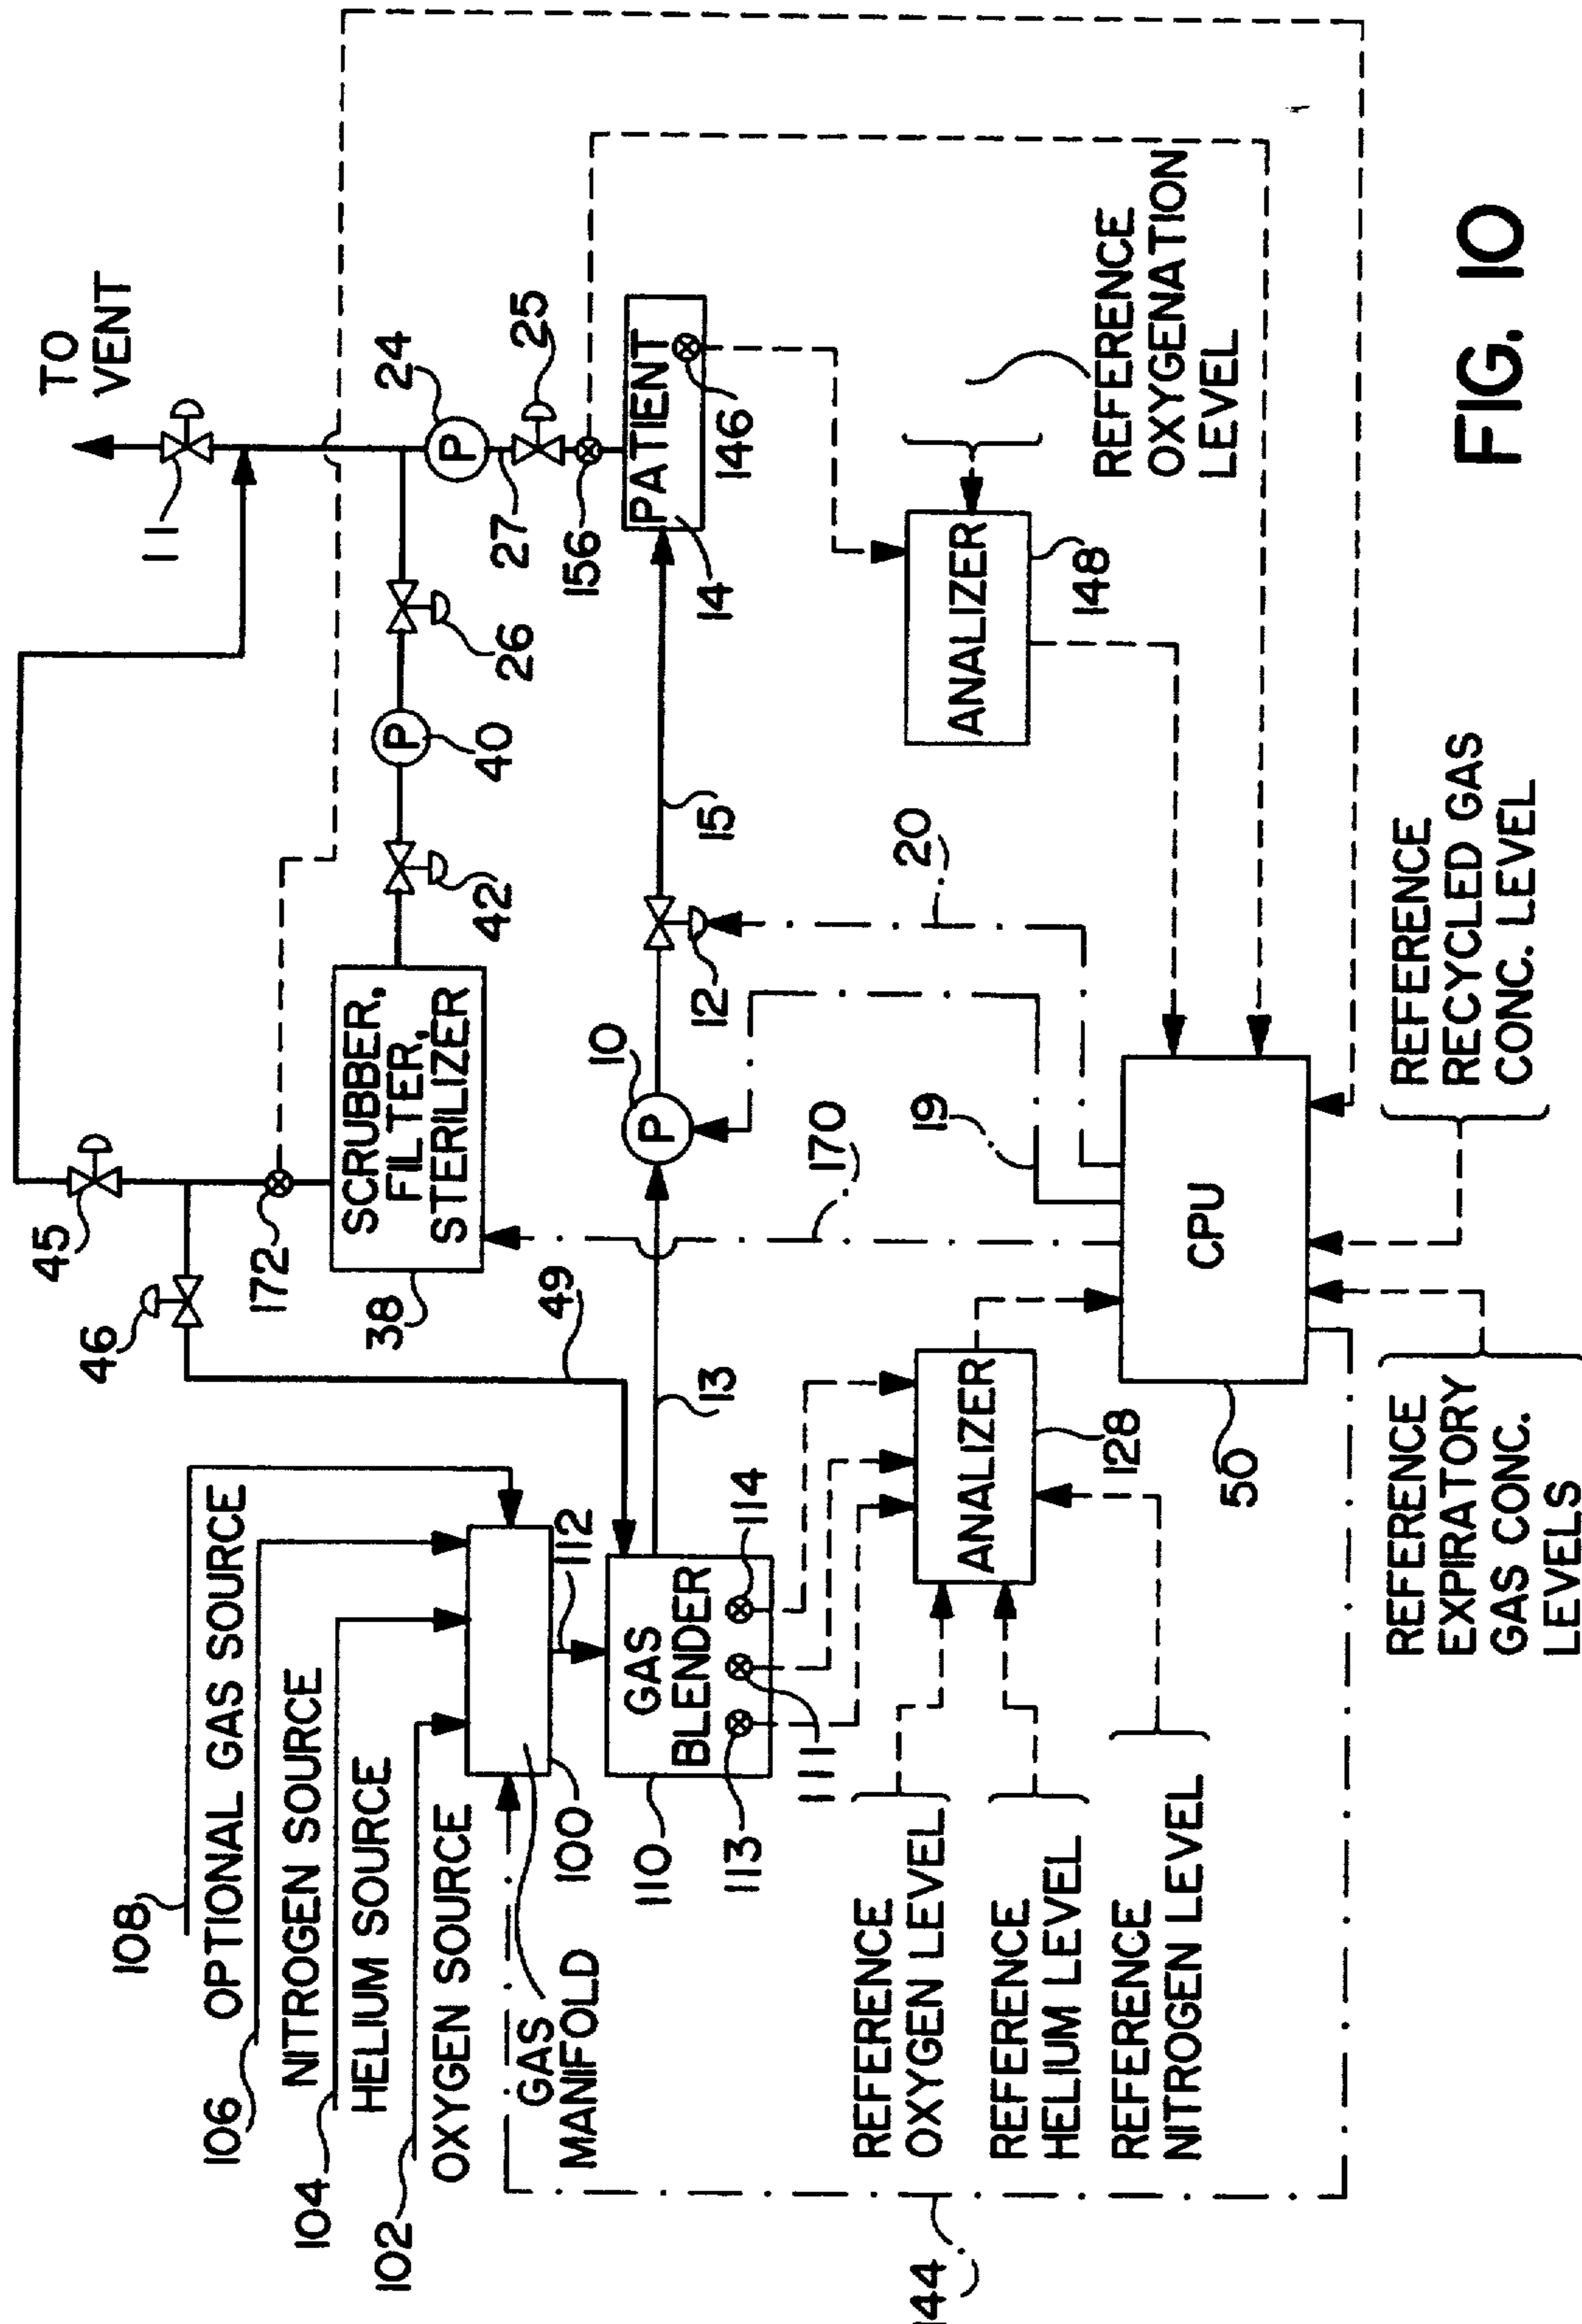 TO
VENT
11
24
P
25
27
156
PATIENT
146
14
26
P
40
42
45
46
172
SCRUBBER,
FILTER,
STERILIZER
38
49
10
P
12
15
13
20
19
170
108
OPTIONAL GAS SOURCE
106
NITROGEN SOURCE
104
HELIUM SOURCE
102
OXYGEN SOURCE
GAS
MANIFOLD
100
112
GAS
BLENDER
110
113
111
114
ANALIZER
128
ANALIZER
148
REFERENCE
OXYGENATION
LEVEL
CPU
50
REFERENCE
OXYGEN LEVEL
REFERENCE
HELIUM LEVEL
REFERENCE
NITROGEN LEVEL
REFERENCE
EXPIRATORY
GAS CONC.
LEVELS
REFERENCE
RECYCLED GAS
CONC. LEVEL
144
FIG. 10